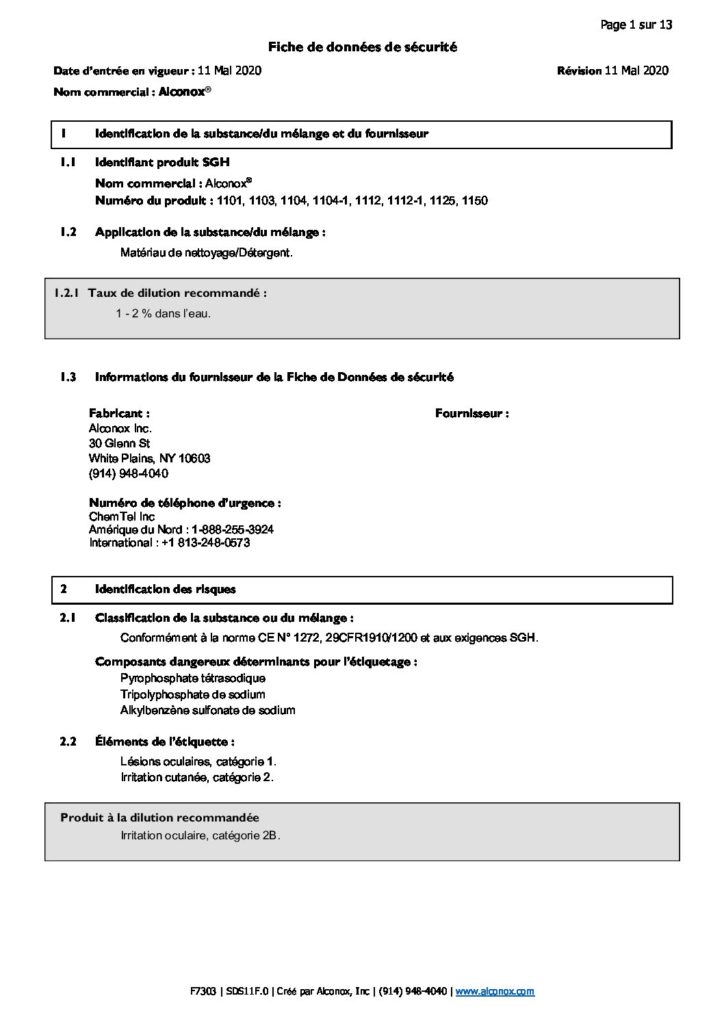 Page 1 sur 13
Fiche de données de sécurité
Date d'entrée en vigueur : 11 Mai 2020 Révision 11 Mai 2020
Nom commercial : Alconox®
1 Identification de la substance/du mélange et du fournisseur
1.1 Identifiant produit SGH
Nom commercial : Alconox®
Numéro du produit : 1101, 1103, 1104, 1104-1, 1112, 1112-1, 1125, 1150
1.2 Application de la substance/du mélange :
Matériau de nettoyage/Détergent.
1.2.1 Taux de dilution recommandé :
1 - 2 % dans l'eau.
1.3 Informations du fournisseur de la Fiche de Données de sécurité
Fabricant : Fournisseur :
Alconox Inc.
30 Glenn St
White Plains, NY 10603
(914) 948-4040
Numéro de téléphone d'urgence :
ChemTel Inc
Amérique du Nord : 1-888-255-3924
International : +1 813-248-0573
2 Identification des risques
2.1 Classification de la substance ou du mélange :
Conformément à la norme CE N° 1272, 29CFR1910/1200 et aux exigences SGH.
Composants dangereux déterminants pour l'étiquetage :
Pyrophosphate tétrasodique
Tripolyphosphate de sodium
Alkylbenzène sulfonate de sodium
2.2 Éléments de l'étiquette :
Lésions oculaires, catégorie 1.
Irritation cutanée, catégorie 2.
Produit à la dilution recommandée
Irritation oculaire, catégorie 2B.
F7303 | SDS11F.0 | Créé par Alconox, Inc | (914) 948-4040 | www.alconox.com